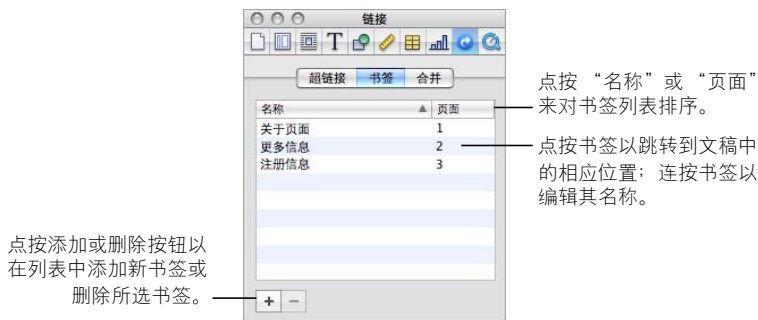 链接
超链接 书签 合并
名称 页面
关于页面 1
更多信息 2
注册信息 3
点按 “名称”或 “页面”
来对书签列表排序。
点按书签以跳转到文稿中
的相应位置；连按书签以
编辑其名称。
点按添加或删除按钮以
在列表中添加新书签或
删除所选书签。